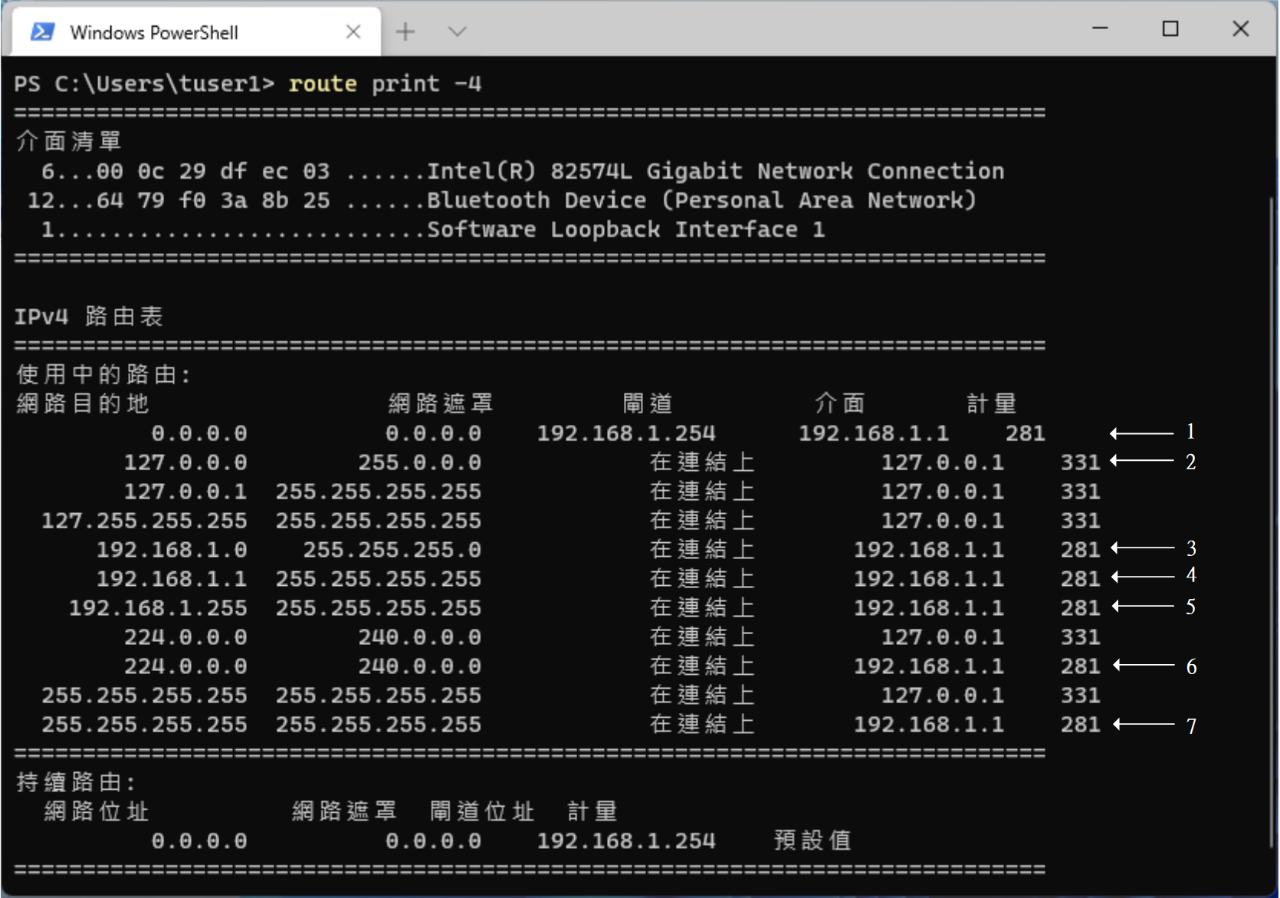 Windows PowerShell
PS C:\Users\tuser1> route print -4
===========================================================================
介面清單
  6...00 0c 29 df ec 03 ......Intel(R) 82574L Gigabit Network Connection
 12...64 79 f0 3a 8b 25 ......Bluetooth Device (Personal Area Network)
  1...........................Software Loopback Interface 1
===========================================================================
IPv4 路由表
===========================================================================
使用中的路由:
網路目的地 網路遮罩 閘道 介面 計量
0.0.0.0 0.0.0.0 192.168.1.254 192.168.1.1 281 1
127.0.0.0 255.0.0.0 在連結上 127.0.0.1 331 2
127.0.0.1 255.255.255.255 在連結上 127.0.0.1 331
127.255.255.255 255.255.255.255 在連結上 127.0.0.1 331
192.168.1.0 255.255.255.0 在連結上 192.168.1.1 281 3
192.168.1.1 255.255.255.255 在連結上 192.168.1.1 281 4
192.168.1.255 255.255.255.255 在連結上 192.168.1.1 281 5
224.0.0.0 240.0.0.0 在連結上 127.0.0.1 331
224.0.0.0 240.0.0.0 在連結上 192.168.1.1 281 6
255.255.255.255 255.255.255.255 在連結上 127.0.0.1 331
255.255.255.255 255.255.255.255 在連結上 192.168.1.1 281 7
===========================================================================
持續路由:
網路位址 網路遮罩 閘道位址 計量
0.0.0.0 0.0.0.0 192.168.1.254 預設值
===========================================================================